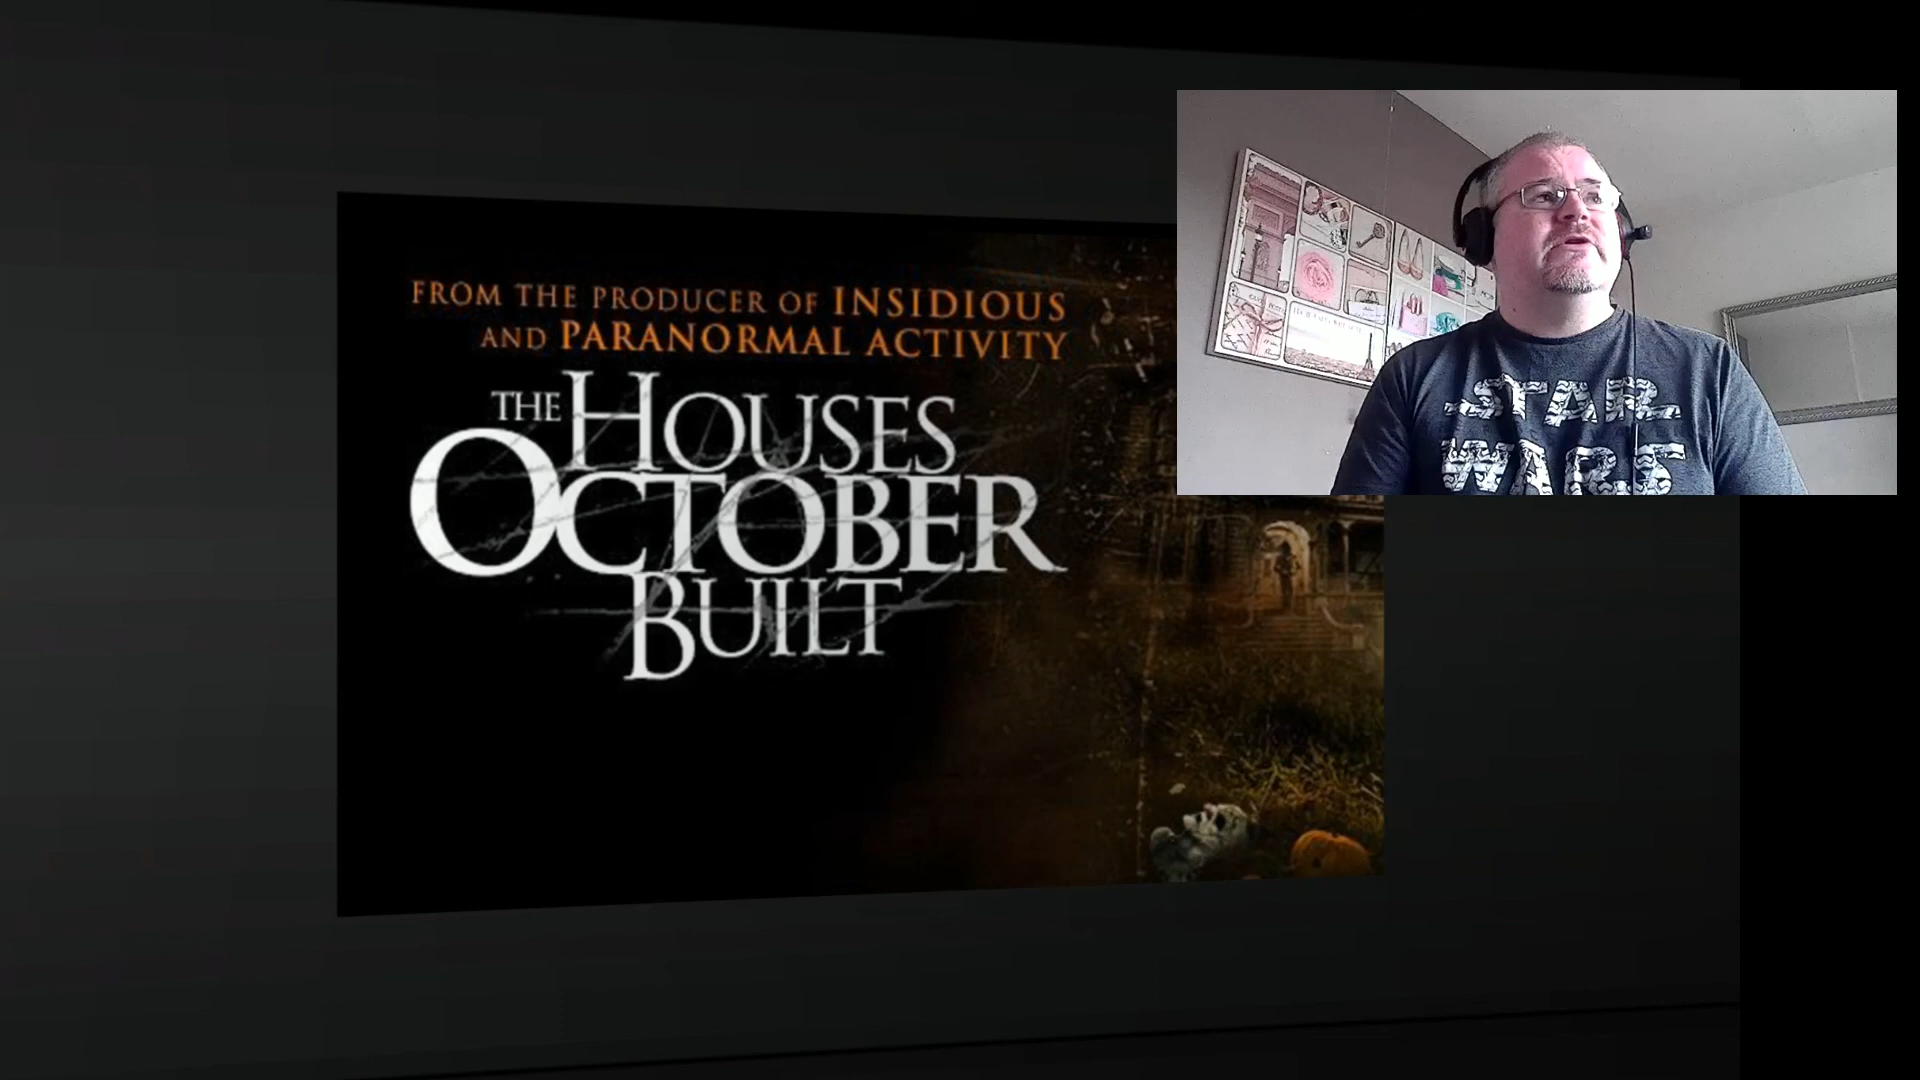 FROM THE PRODUCER OF INSIDIOUS
AND PARANORMAL ACTIVITY
THE HOUSES
OCTOBER
BUILT
STAR
WARS